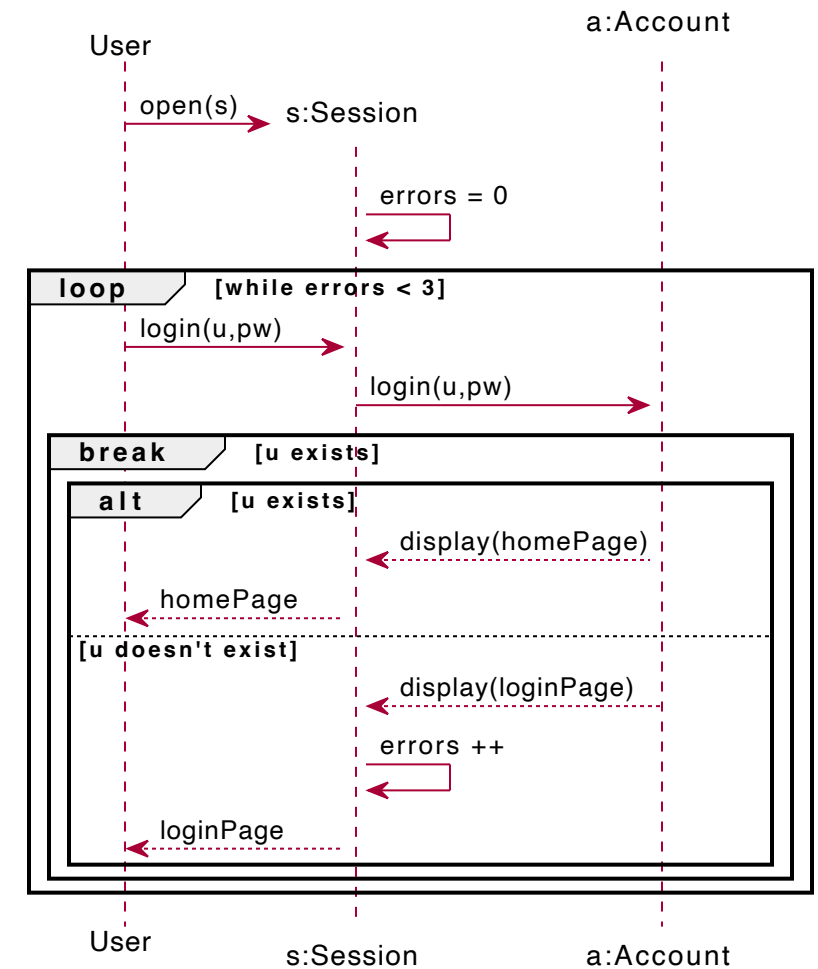 a:Account
User
open(s)
s:Session
errors = 0
loop [while errors < 3]
login(u,pw)
login(u,pw)
break [u exists]
alt [u exists]
display(homePage)
homePage
[u doesn't exist]
display(loginPage)
errors ++
loginPage
User
s:Session
a:Account